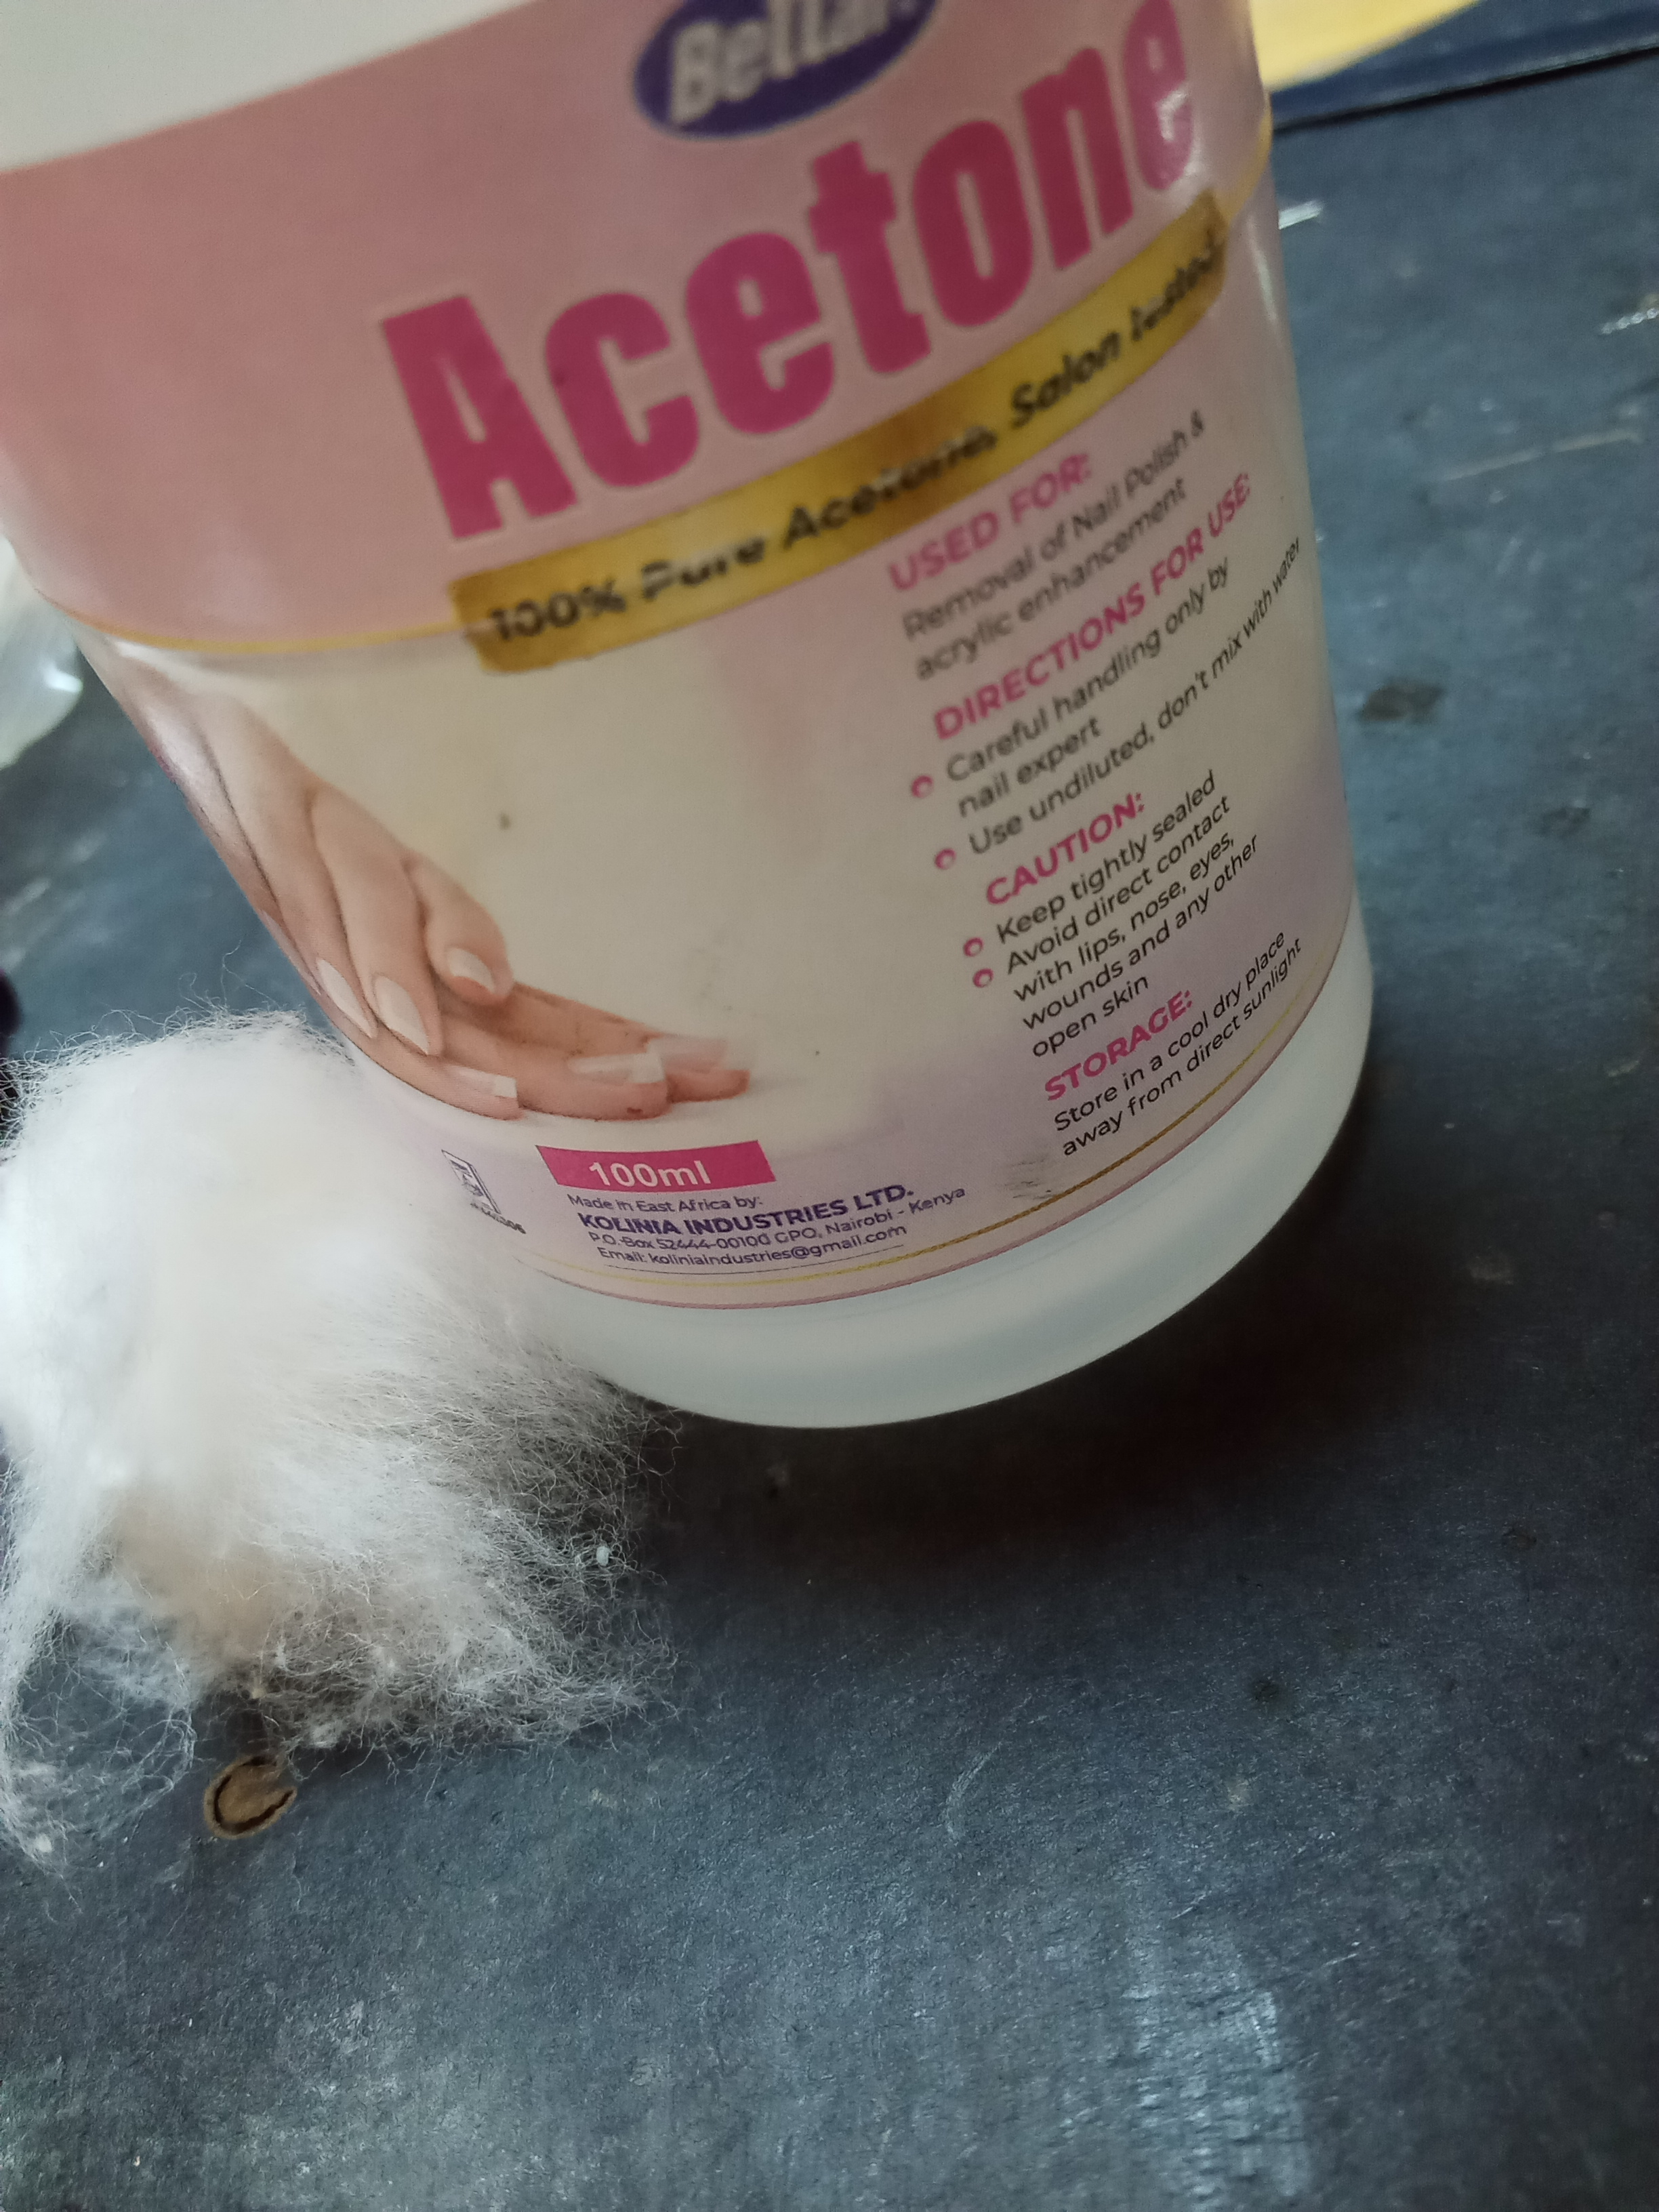 Acetone
100% Pure Acetone, Salon tested
USED FOR:
Removal of Nail Polish &
acrylic enhancement
DIRECTIONS FOR USE:
Careful handling only by
nail expert
Use undiluted, don't mix with water
CAUTION:
Keep tightly sealed
Avoid direct contact
with lips, nose, eyes,
wounds and any other
open skin
STORAGE:
Store in a cool dry place
away from direct sunlight
100ml
Made in East Africa by:
KOLINIA INDUSTRIES LTD.
P.O. Box 52444-00100 GPO, Nairobi - Kenya
Email: koliniaindustries@gmail.com